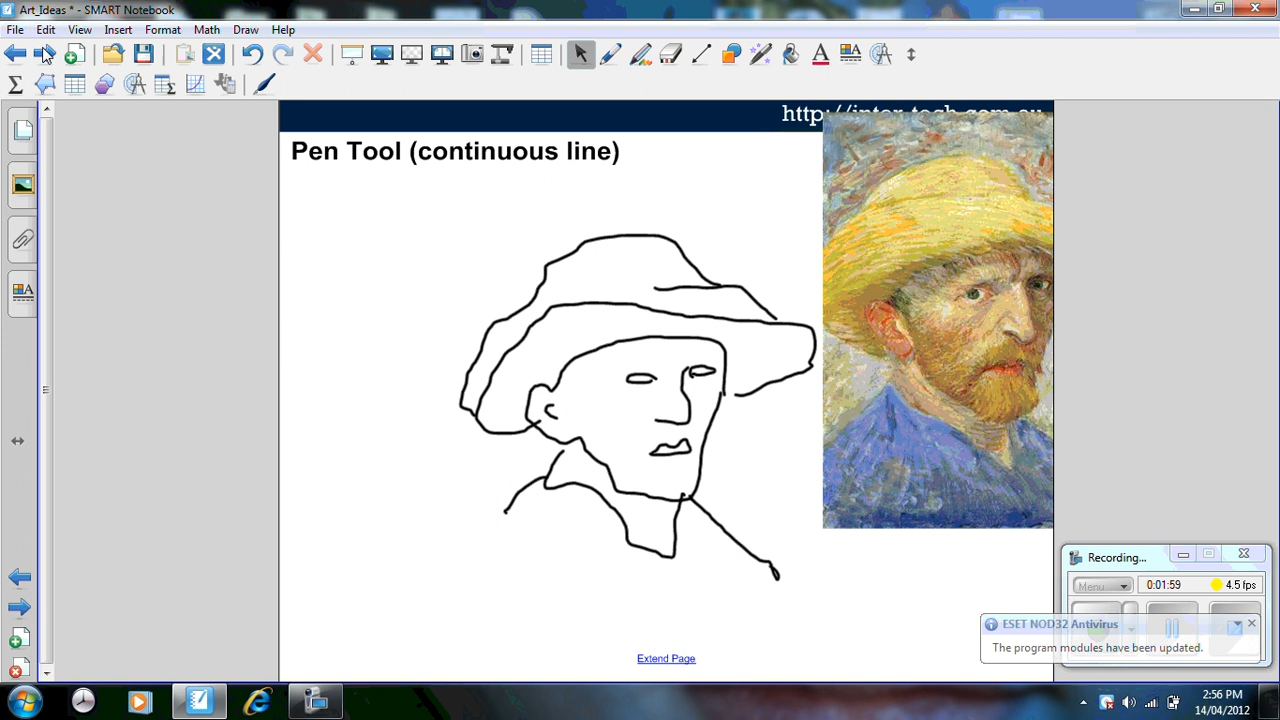 Art_Ideas * - SMART Notebook
File Edit View Insert Format Math Draw Help
Pen Tool (continuous line)
Extend Page
Recording...
Menu
0:01:59
4.5 fps
ESET NOD32 Antivirus
The program modules have been updated.
2:56 PM
14/04/2012